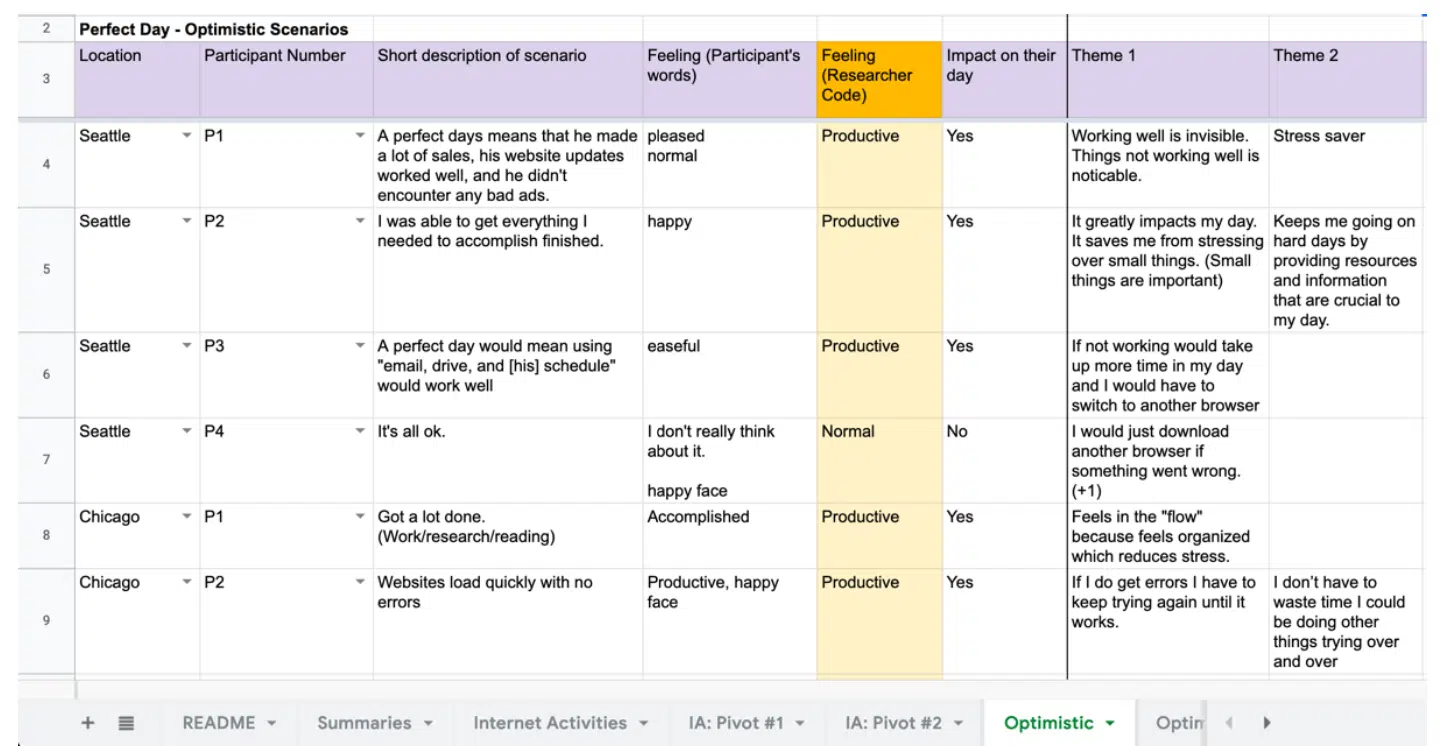 2
Perfect Day - Optimistic Scenarios
3
Location
Participant Number
Short description of scenario
Feeling (Participant's
words)
Feeling
(Researcher
Code)
Impact on their
day
Theme 1
Theme 2
4
Seattle
P1
A perfect days means that he made
a lot of sales, his website updates
worked well, and he didn't
encounter any bad ads.
pleased
normal
Productive
Yes
Working well is invisible.
Things not working well is
noticable.
Stress saver
5
Seattle
P2
I was able to get everything I
needed to accomplish finished.
happy
Productive
Yes
It greatly impacts my day.
It saves me from stressing
over small things. (Small
things are important)
Keeps me going on
hard days by
providing resources
and information
that are crucial to
my day.
6
Seattle
P3
A perfect day would mean using
"email, drive, and [his] schedule"
would work well
easeful
Productive
Yes
If not working would take
up more time in my day
and I would have to
switch to another browser
7
Seattle
P4
It's all ok.
I don't really think
about it.
happy face
Normal
No
I would just download
another browser if
something went wrong.
(+1)
8
Chicago
P1
Got a lot done.
(Work/research/reading)
Accomplished
Productive
Yes
Feels in the "flow"
because feels organized
which reduces stress.
9
Chicago
P2
Websites load quickly with no
errors
Productive, happy
face
Productive
Yes
If I do get errors I have to
keep trying again until it
works.
I don't have to
waste time I could
be doing other
things trying over
and over
README
Summaries
Internet Activities
IA: Pivot #1
IA: Pivot #2
Optimistic